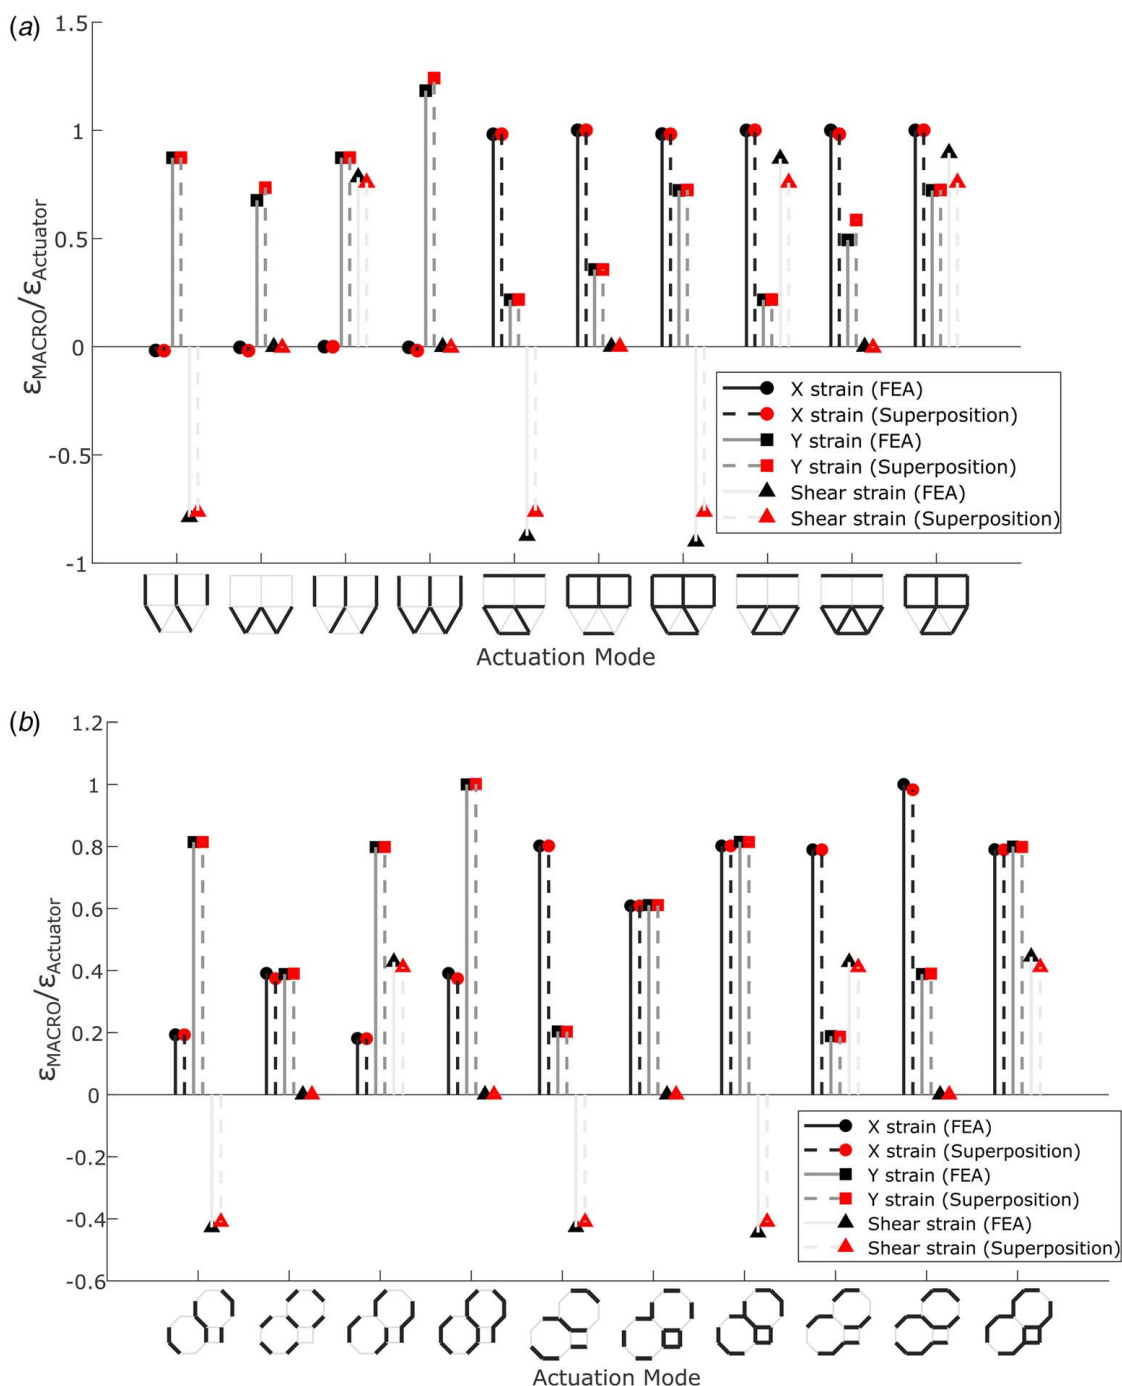 (a)
1.5
1
0.5
0
-0.5
-1
εMACRO/εActuator
X strain (FEA)
X strain (Superposition)
Y strain (FEA)
Y strain (Superposition)
Shear strain (FEA)
Shear strain (Superposition)
Actuation Mode
(b)
1.2
1
0.8
0.6
0.4
0.2
0
-0.2
-0.4
-0.6
εMACRO/εActuator
X strain (FEA)
X strain (Superposition)
Y strain (FEA)
Y strain (Superposition)
Shear strain (FEA)
Shear strain (Superposition)
Actuation Mode